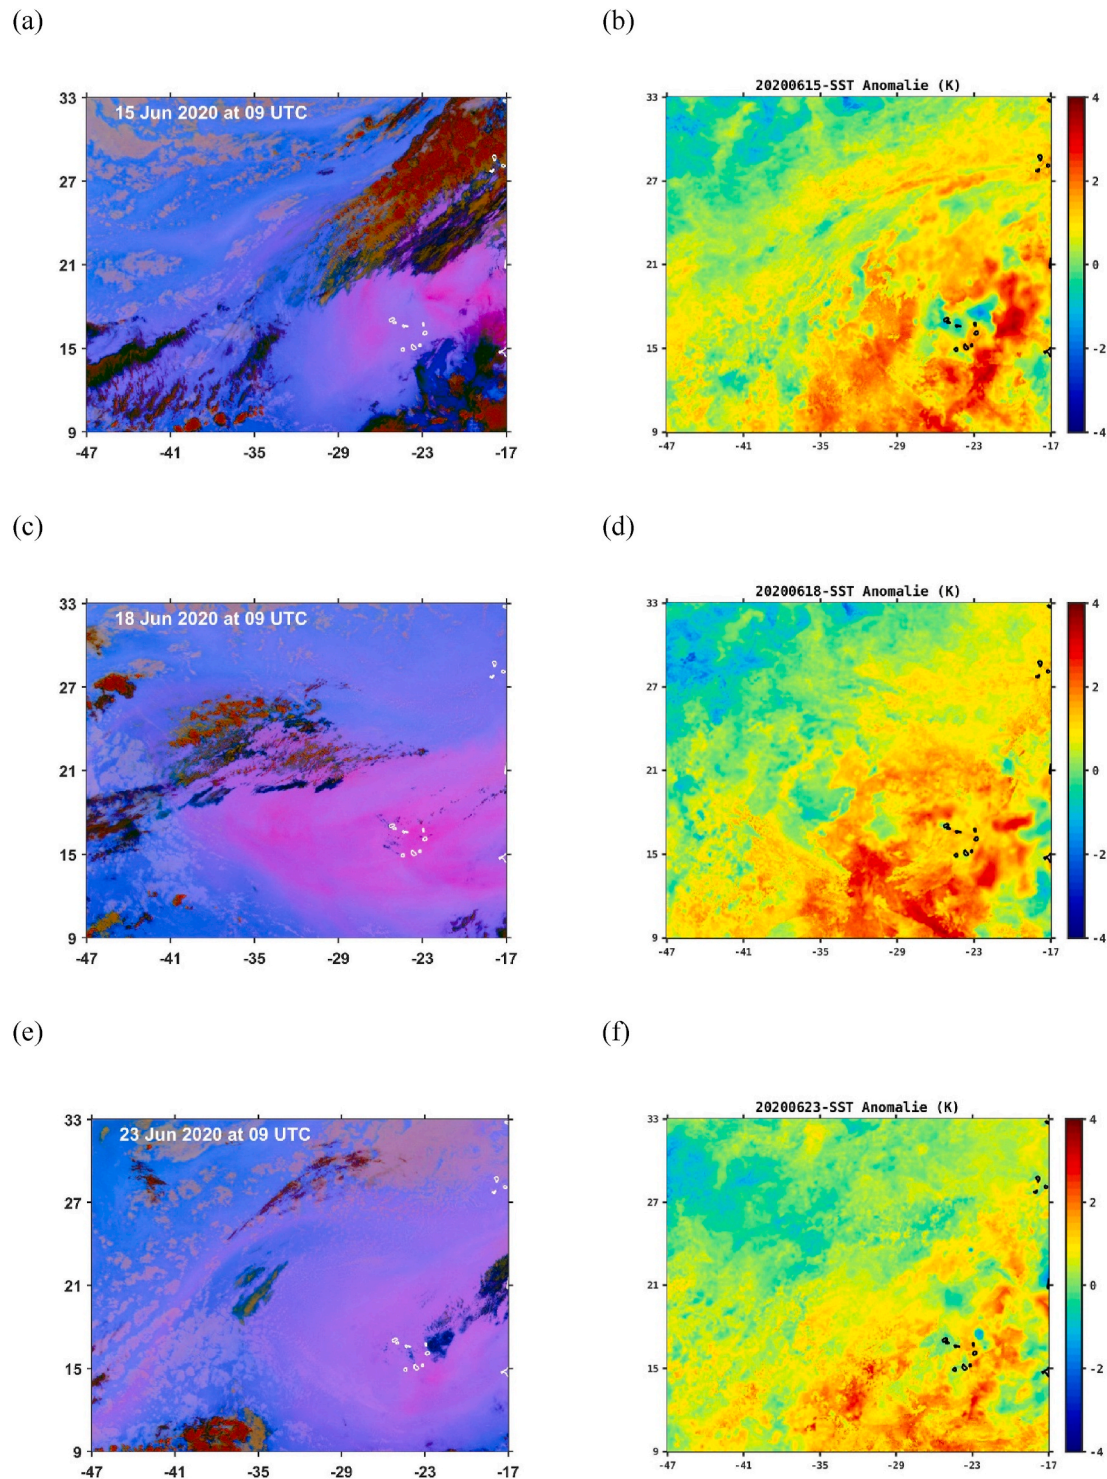 (a)
(b)
20200615-SST Anomalie (K)
15 Jun 2020 at 09 UTC
33
27
21
15
9
-47 -41 -35 -29 -23 -17
33
27
21
15
9
-47 -41 -35 -29 -23 -17
4
2
0
-2
-4
(c)
(d)
20200618-SST Anomalie (K)
18 Jun 2020 at 09 UTC
33
27
21
15
9
-47 -41 -35 -29 -23 -17
33
27
21
15
9
-47 -41 -35 -29 -23 -17
4
2
0
-2
-4
(e)
(f)
20200623-SST Anomalie (K)
23 Jun 2020 at 09 UTC
33
27
21
15
9
-47 -41 -35 -29 -23 -17
33
27
21
15
9
-47 -41 -35 -29 -23 -17
4
2
0
-2
-4